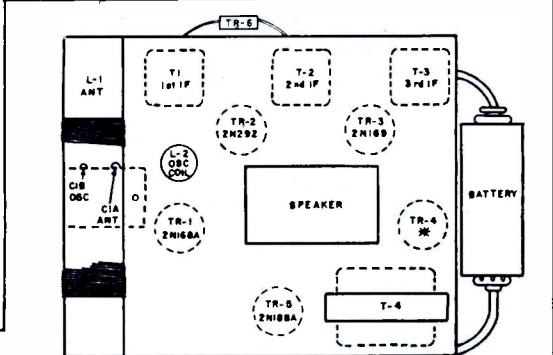 TR-6
L-1
ANT
T1
1st IF
T-2
2nd IF
T-3
3rd IF
TR-2
2N292
TR-3
2N169
L-2
OSC
COIL
BATTERY
C1B
OSC
C1A
ANT
SPEAKER
TR-1
2N168A
TR-4
※
TR-5
2N188A
T-4